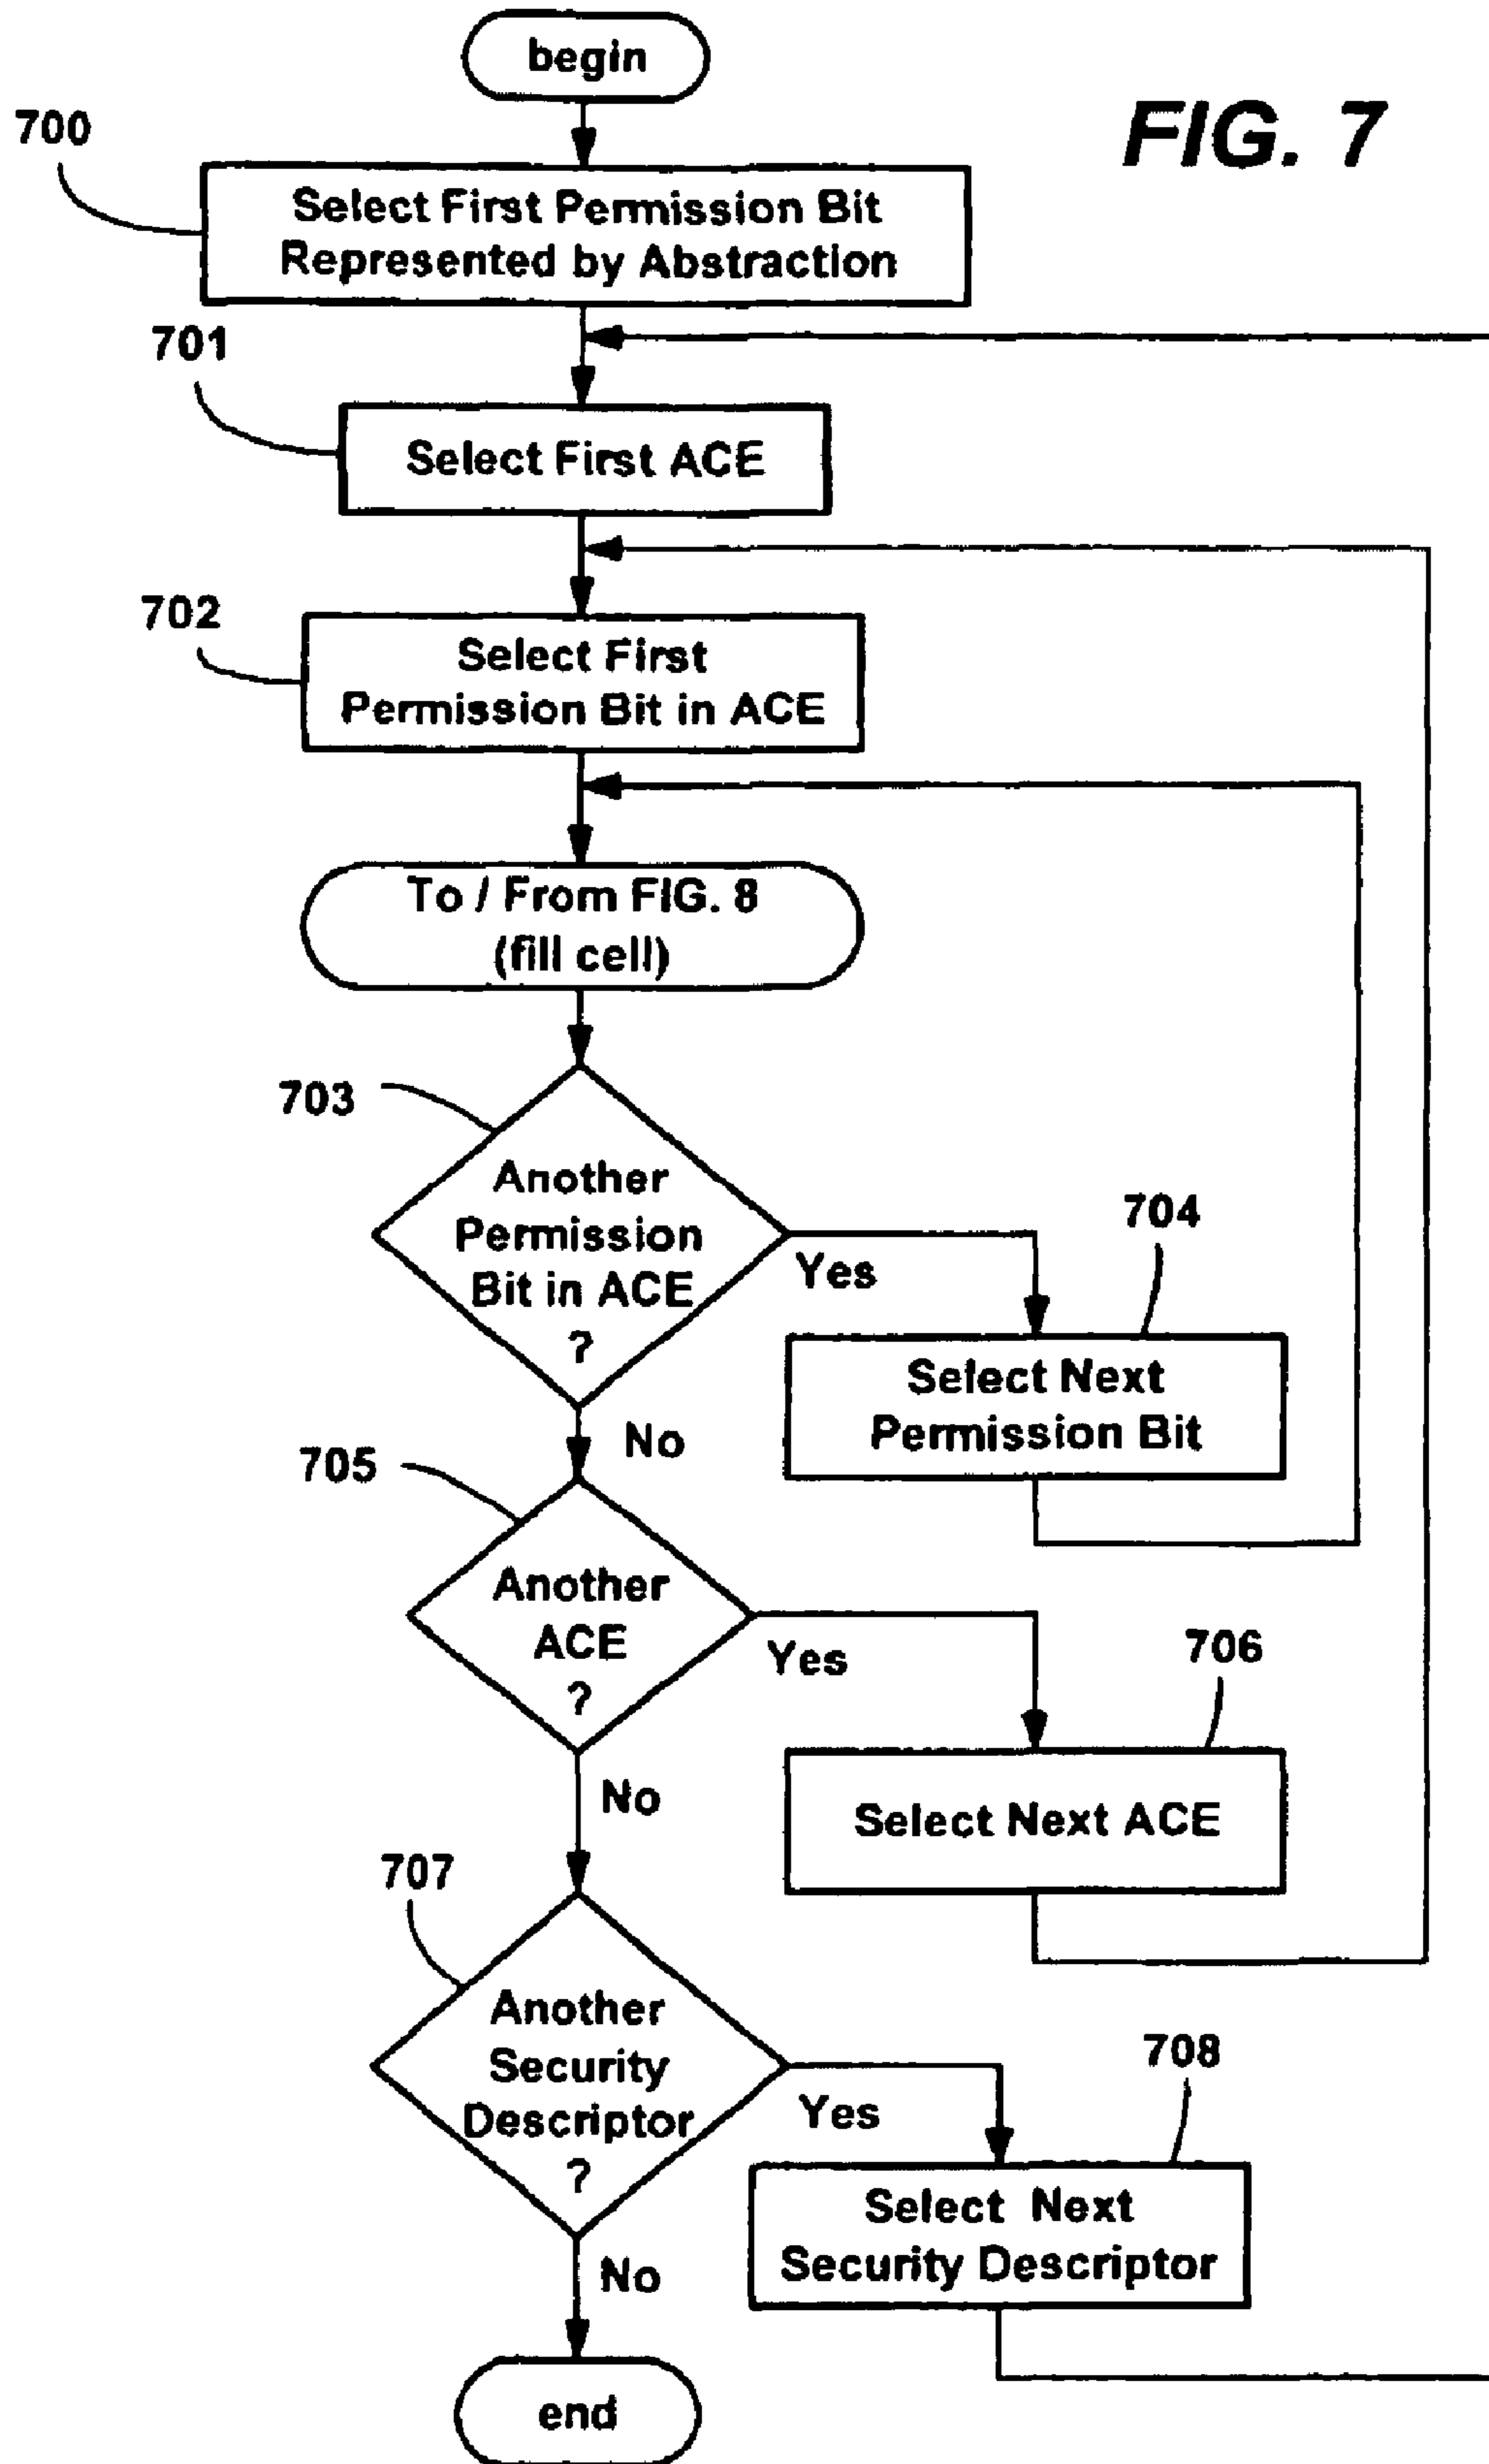 begin
FIG. 7
700
Select First Permission Bit
Represented by Abstraction
701
Select First ACE
702
Select First
Permission Bit in ACE
To / From FIG. 8
(fill cell)
703
Another
Permission
Bit in ACE
?
Yes
704
Select Next
Permission Bit
No
705
Another
ACE
?
Yes
706
Select Next ACE
No
707
Another
Security
Descriptor
?
Yes
708
Select Next
Security Descriptor
No
end